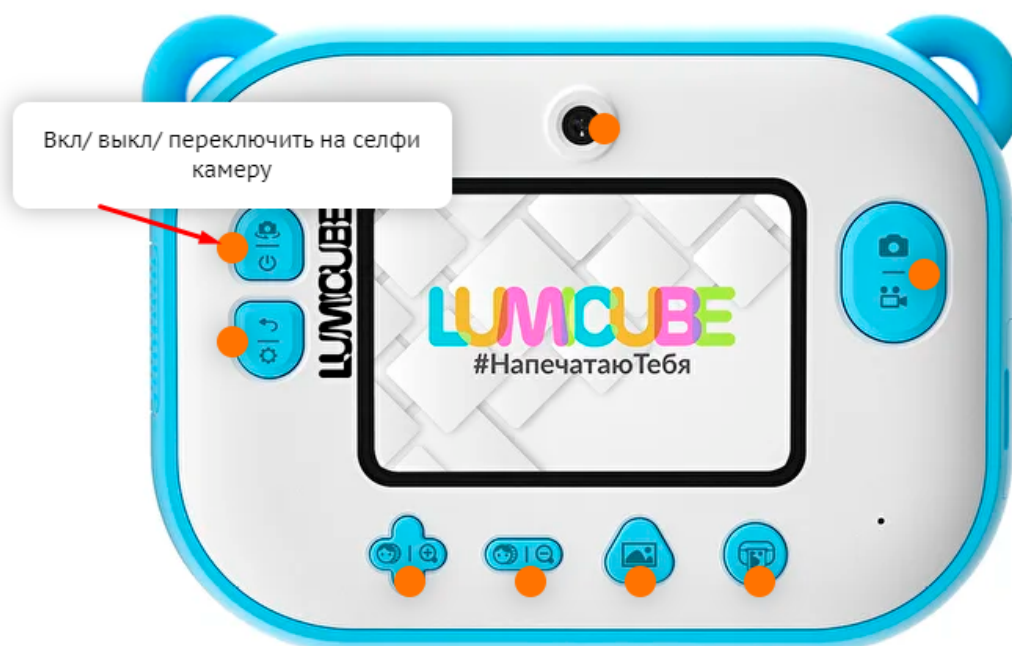 Вкл/ выкл/ переключить на селфи
камеру
LUMICUBE
LUMICUBE
#НапечатаюТебя